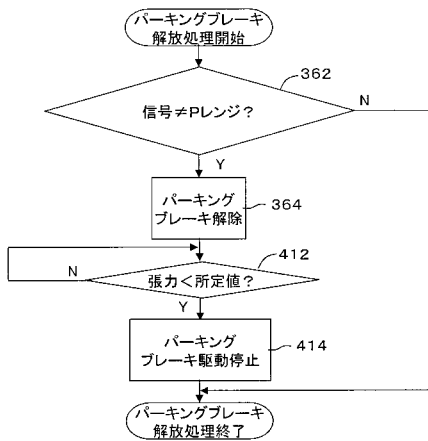 パーキングブレーキ
解放処理開始
362
信号≠Pレンジ？
N
Y
パーキング
ブレーキ解除
364
412
張力＜所定値？
N
Y
パーキング
ブレーキ駆動停止
414
パーキングブレーキ
解放処理終了